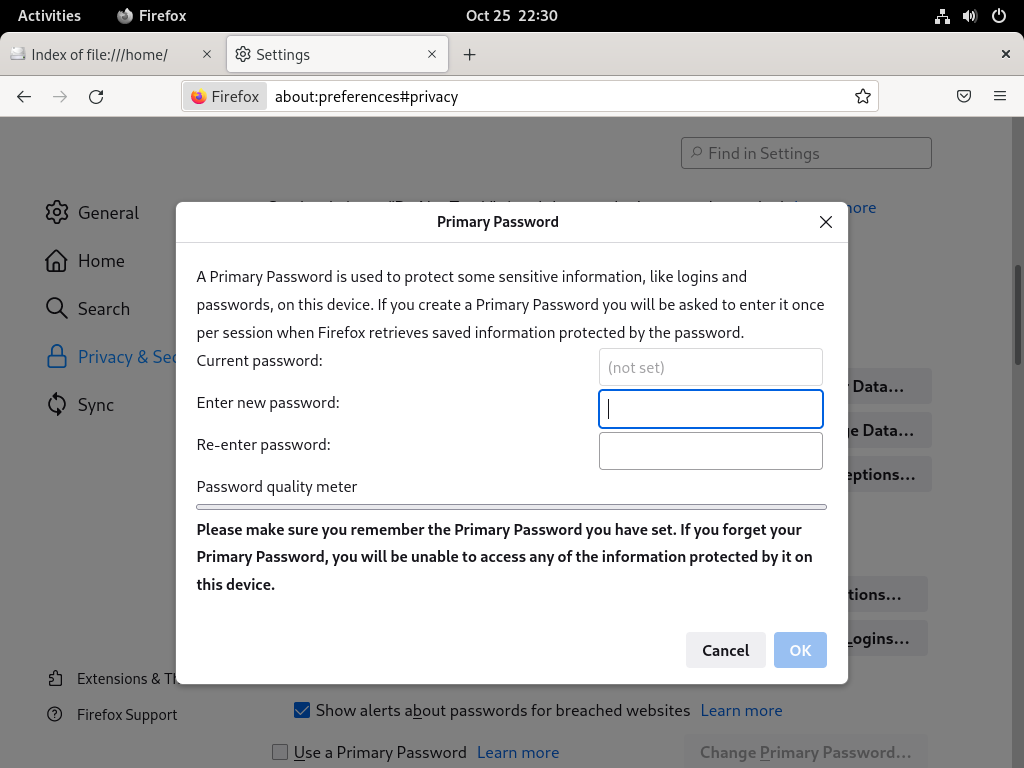 Activities
Firefox
Oct 25 22:30
Index of file:///home/
Settings
Firefox
about:preferences#privacy
Find in Settings
General
Home
Search
Privacy & Sec
Sync
Extensions & Th
Firefox Support
more
Primary Password
A Primary Password is used to protect some sensitive information, like logins and
passwords, on this device. If you create a Primary Password you will be asked to enter it once
per session when Firefox retrieves saved information protected by the password.
Current password:
(not set)
Enter new password:
Re-enter password:
Password quality meter
Please make sure you remember the Primary Password you have set. If you forget your
Primary Password, you will be unable to access any of the information protected by it on
this device.
Cancel
OK
Data...
ge Data...
eptions...
tions...
Logins...
Show alerts about passwords for breached websites Learn more
Use a Primary Password Learn more
Change Primary Password...